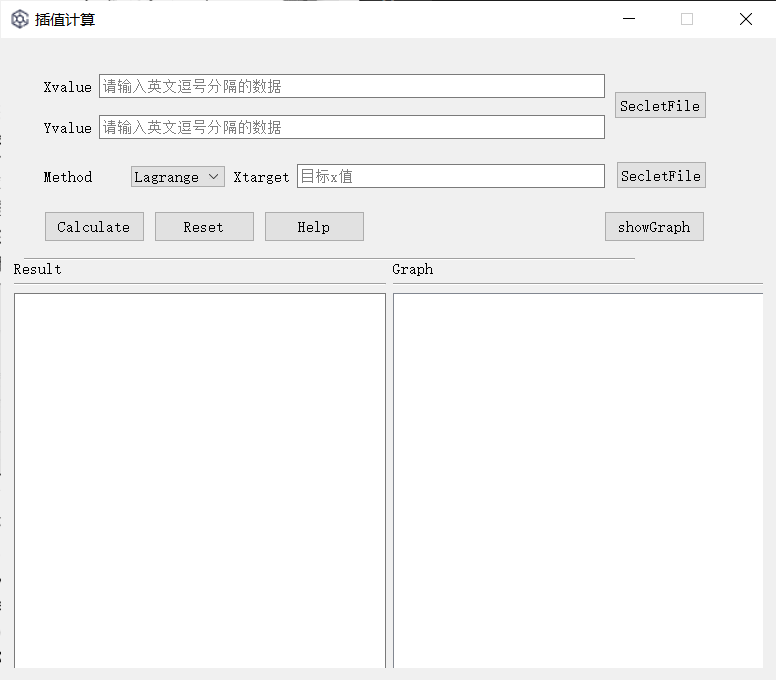 插值计算
Xvalue 请输入英文逗号分隔的数据
SecletFile
Yvalue 请输入英文逗号分隔的数据
Method Lagrange Xtarget 目标x值 SecletFile
Calculate Reset Help showGraph
Result Graph